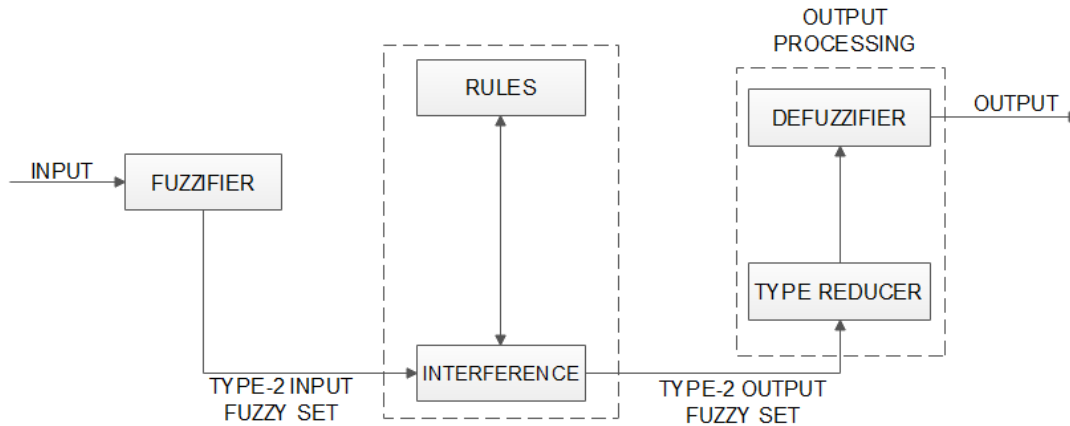 OUTPUT
PROCESSING
RULES
DEFUZZIFIER
OUTPUT
INPUT
FUZZIFIER
TYPE REDUCER
INTERFERENCE
TYPE-2 INPUT
FUZZY SET
TYPE-2 OUTPUT
FUZZY SET